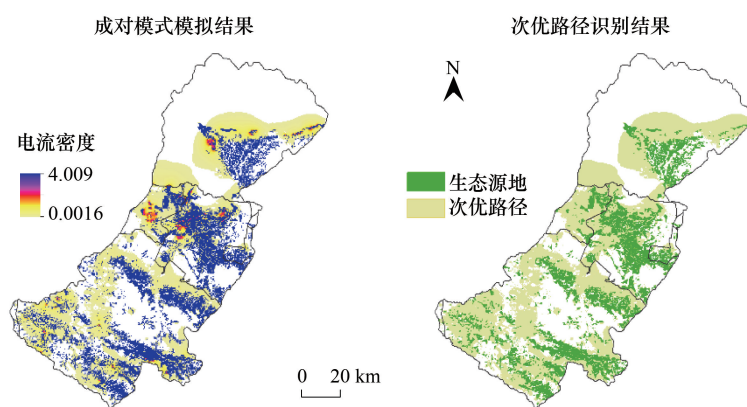 成对模式模拟结果
次优路径识别结果
N
电流密度
4.009
0.0016
生态源地
次优路径
0 20 km